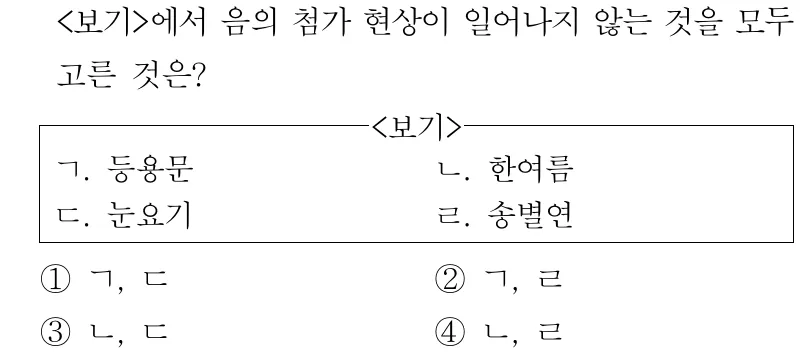 <보기>에서 음의 첨가 현상이 일어나지 않는 것을 모두
고른 것은?
<보기>
ㄱ. 등용문 ㄴ. 한여름
ㄷ. 눈요기 ㄹ. 송별연
① ㄱ, ㄷ ② ㄱ, ㄹ
③ ㄴ, ㄷ ④ ㄴ, ㄹ